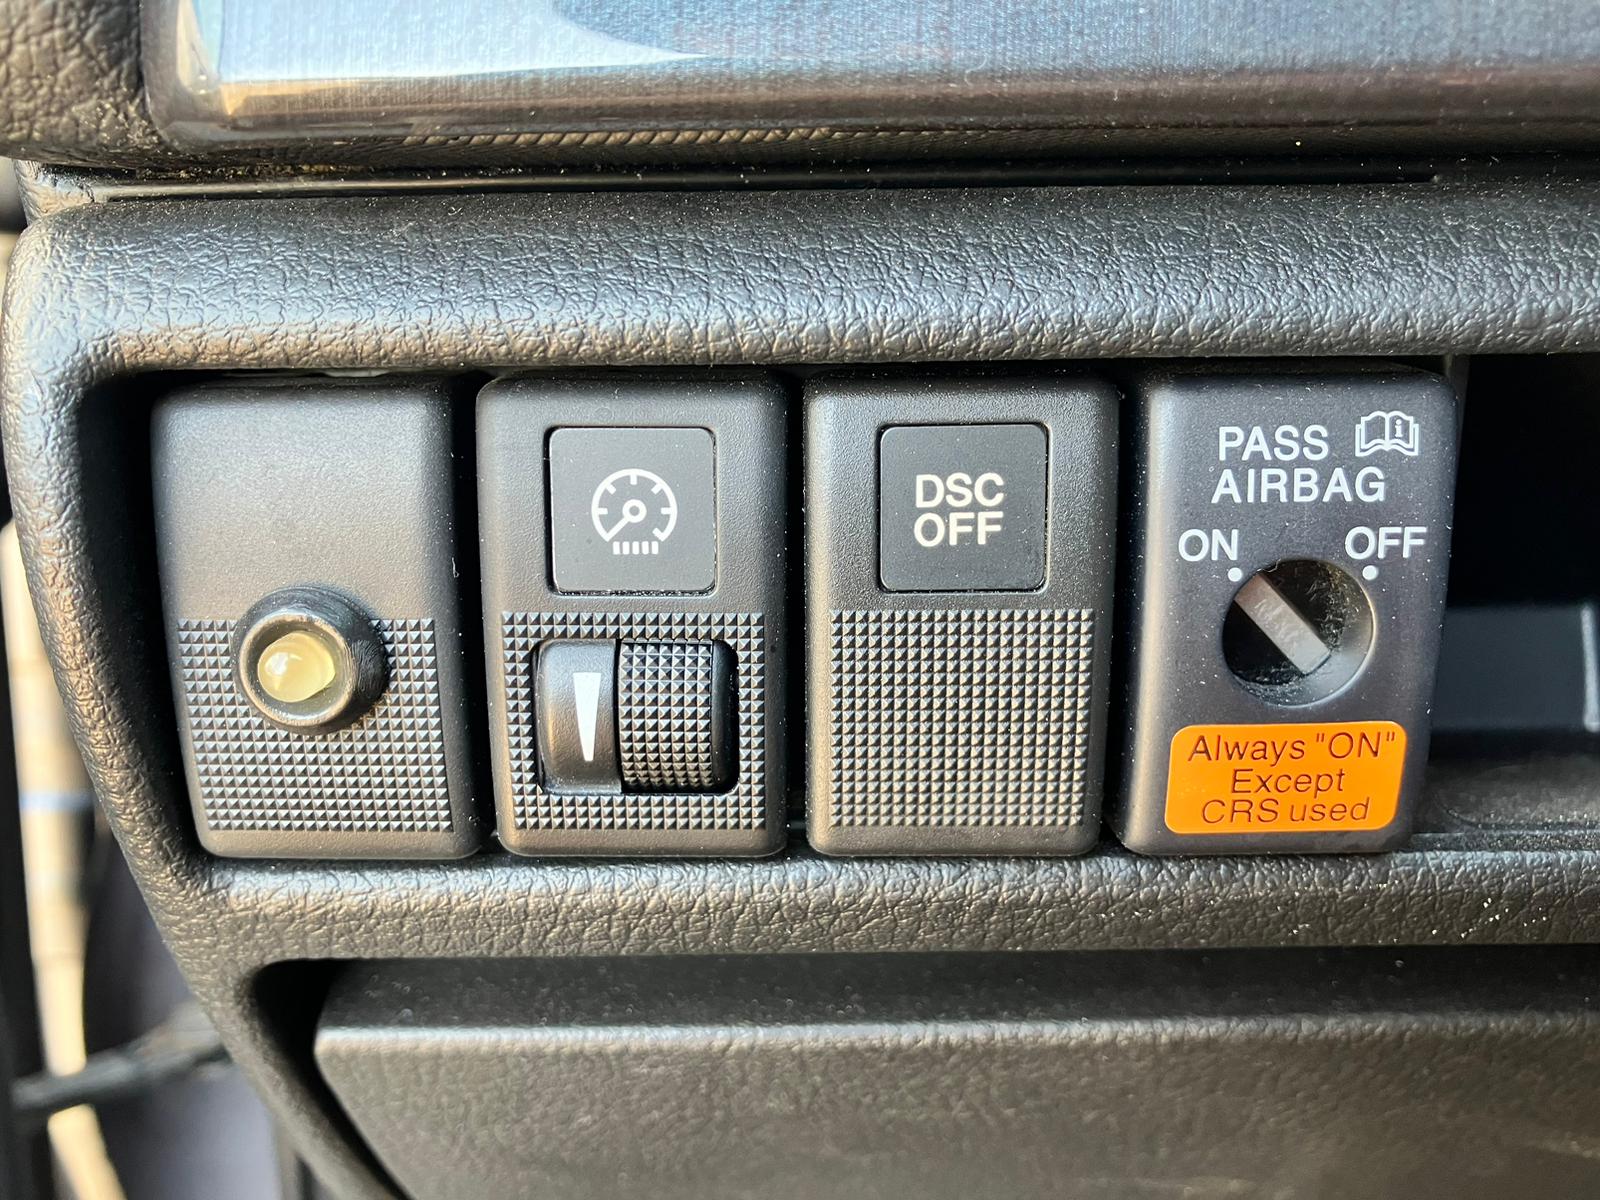 DSC
OFF
PASS
AIRBAG
ON OFF
Always "ON"
Except
CRS used